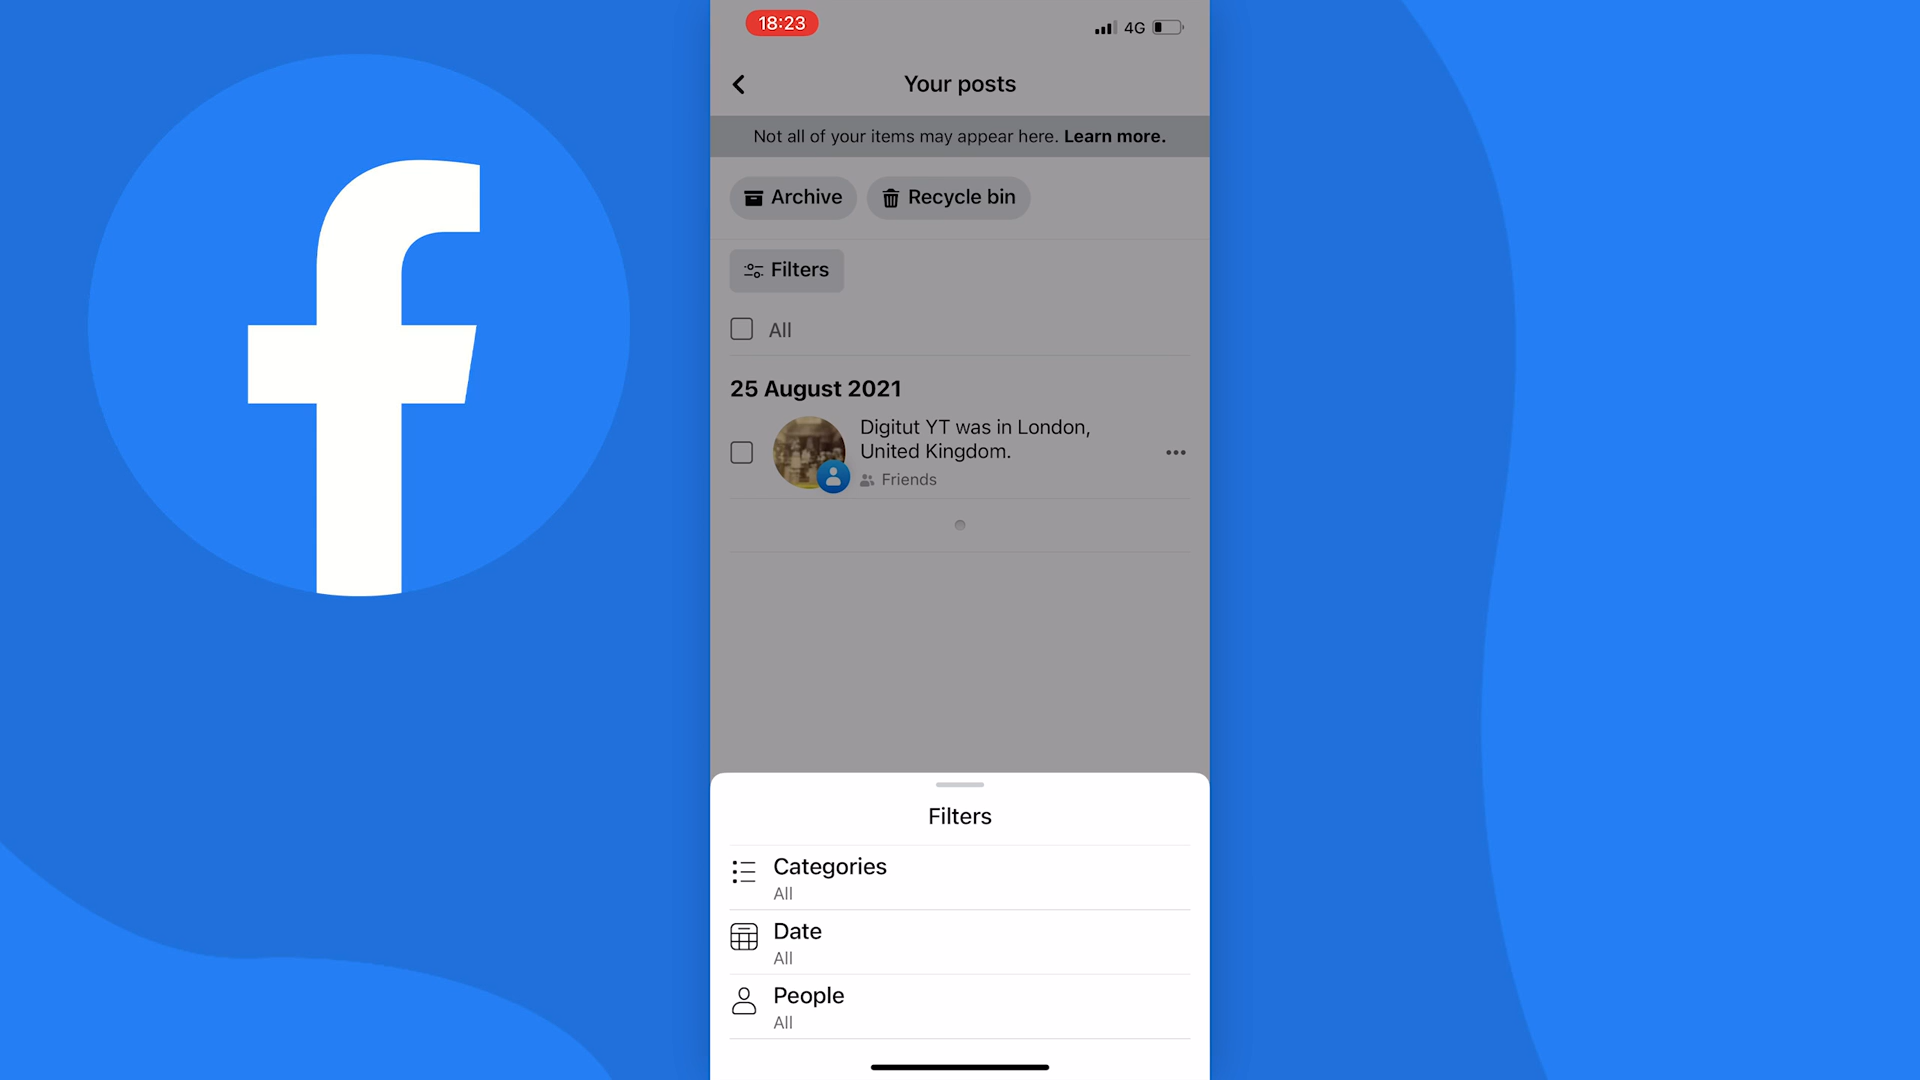 18:23
4G
Your posts
Not all of your items may appear here. Learn more.
Archive
Recycle bin
Filters
All
25 August 2021
Digitut YT was in London,
United Kingdom.
Friends
Filters
Categories
All
Date
All
People
All